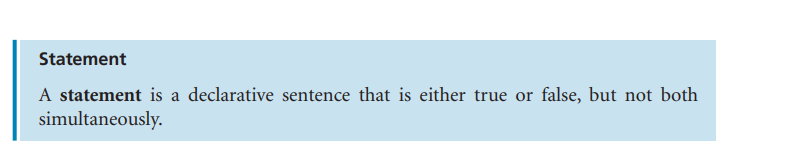 Statement
A statement is a declarative sentence that is either true or false, but not both
simultaneously.